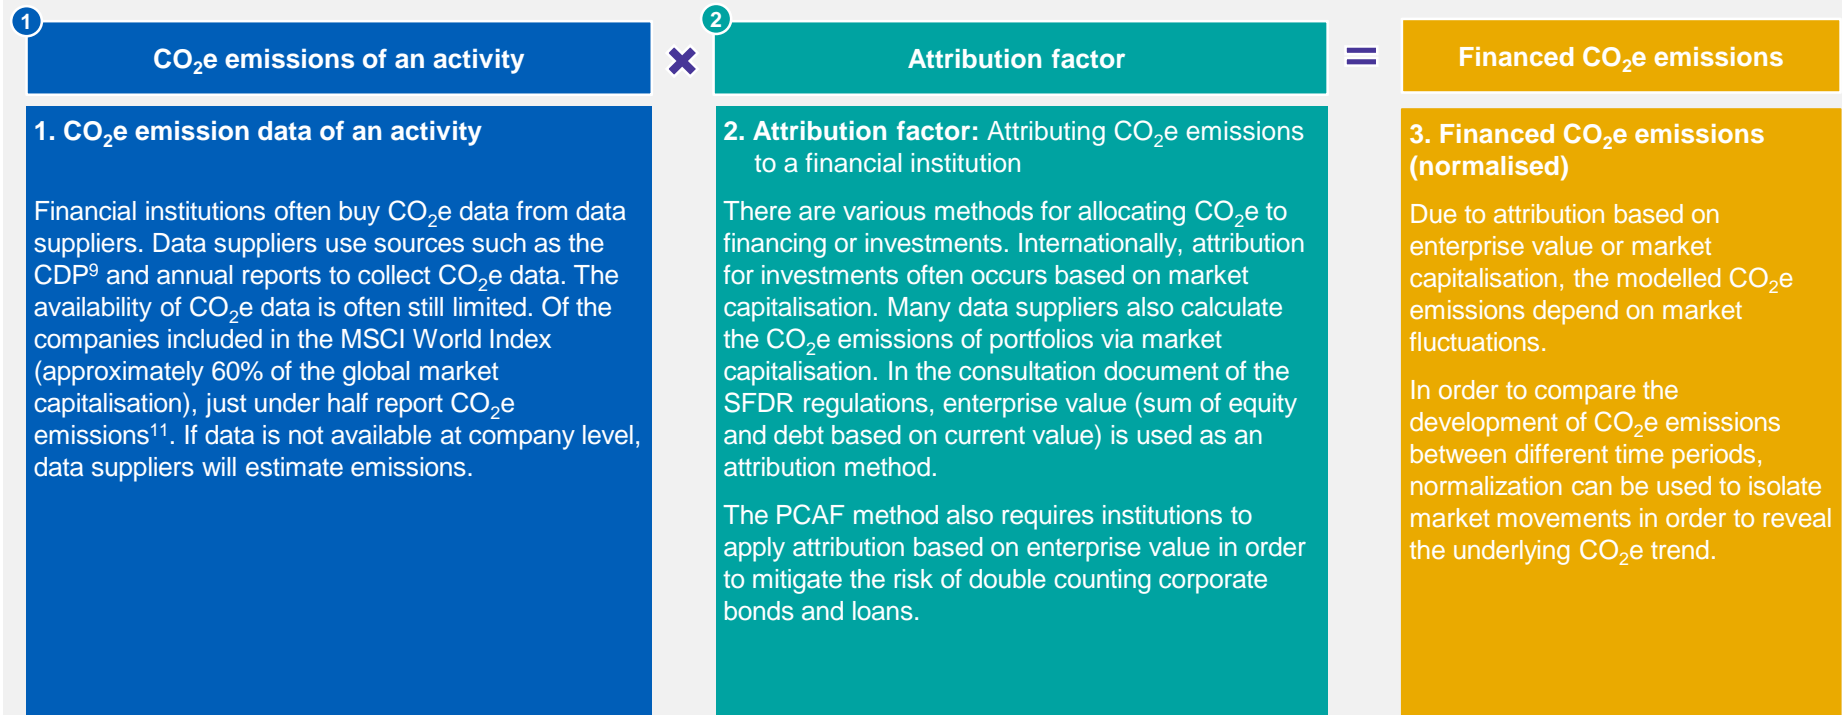 1
CO₂e emissions of an activity
×
2
Attribution factor
=
Financed CO₂e emissions
1. CO₂e emission data of an activity
Financial institutions often buy CO₂e data from data
suppliers. Data suppliers use sources such as the
CDP⁹ and annual reports to collect CO₂e data. The
availability of CO₂e data is often still limited. Of the
companies included in the MSCI World Index
(approximately 60% of the global market
capitalisation), just under half report CO₂e
emissions¹¹. If data is not available at company level,
data suppliers will estimate emissions.
2. Attribution factor: Attributing CO₂e emissions
to a financial institution
There are various methods for allocating CO₂e to
financing or investments. Internationally, attribution
for investments often occurs based on market
capitalisation. Many data suppliers also calculate
the CO₂e emissions of portfolios via market
capitalisation. In the consultation document of the
SFDR regulations, enterprise value (sum of equity
and debt based on current value) is used as an
attribution method.
The PCAF method also requires institutions to
apply attribution based on enterprise value in order
to mitigate the risk of double counting corporate
bonds and loans.
3. Financed CO₂e emissions
(normalised)
Due to attribution based on
enterprise value or market
capitalisation, the modelled CO₂e
emissions depend on market
fluctuations.
In order to compare the
development of CO₂e emissions
between different time periods,
normalization can be used to isolate
market movements in order to reveal
the underlying CO₂e trend.